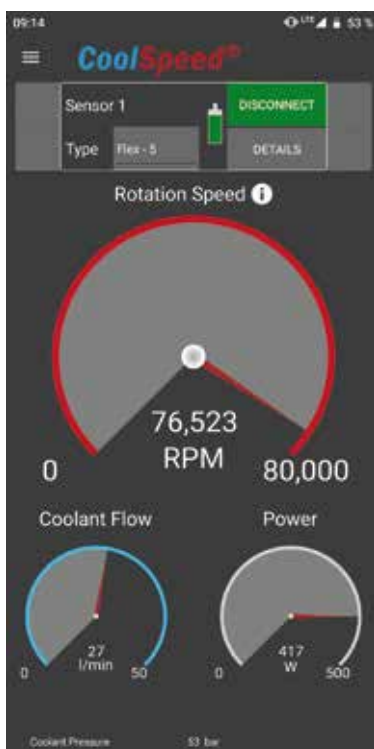 09:14 LTE 53 %
CoolSpeed®
Sensor 1 DISCONNECT
Type Flex - 5 DETAILS
Rotation Speed i
76,523
RPM
0 80,000
Coolant Flow Power
27
l/min
0 50
417
W
0 500
Coolant Pressure 53 bar